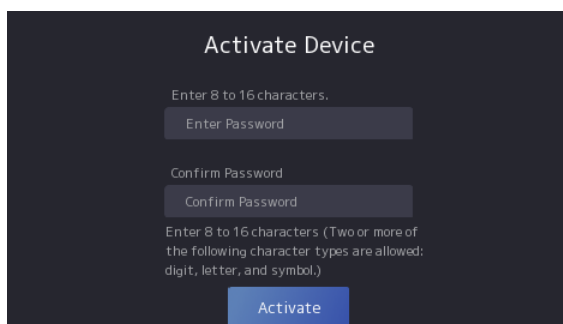 Activate Device
Enter 8 to 16 characters.
Enter Password
Confirm Password
Confirm Password
Enter 8 to 16 characters (Two or more of
the following character types are allowed:
digit, letter, and symbol.)
Activate